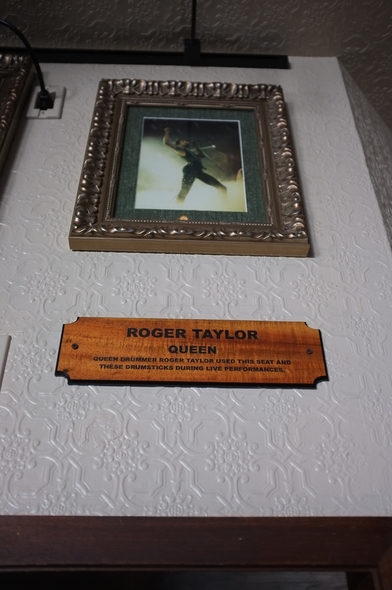 ROGER TAYLOR
QUEEN
QUEEN DRUMMER ROGER TAYLOR USED THIS SEAT AND
THESE DRUMSTICKS DURING LIVE PERFORMANCES.